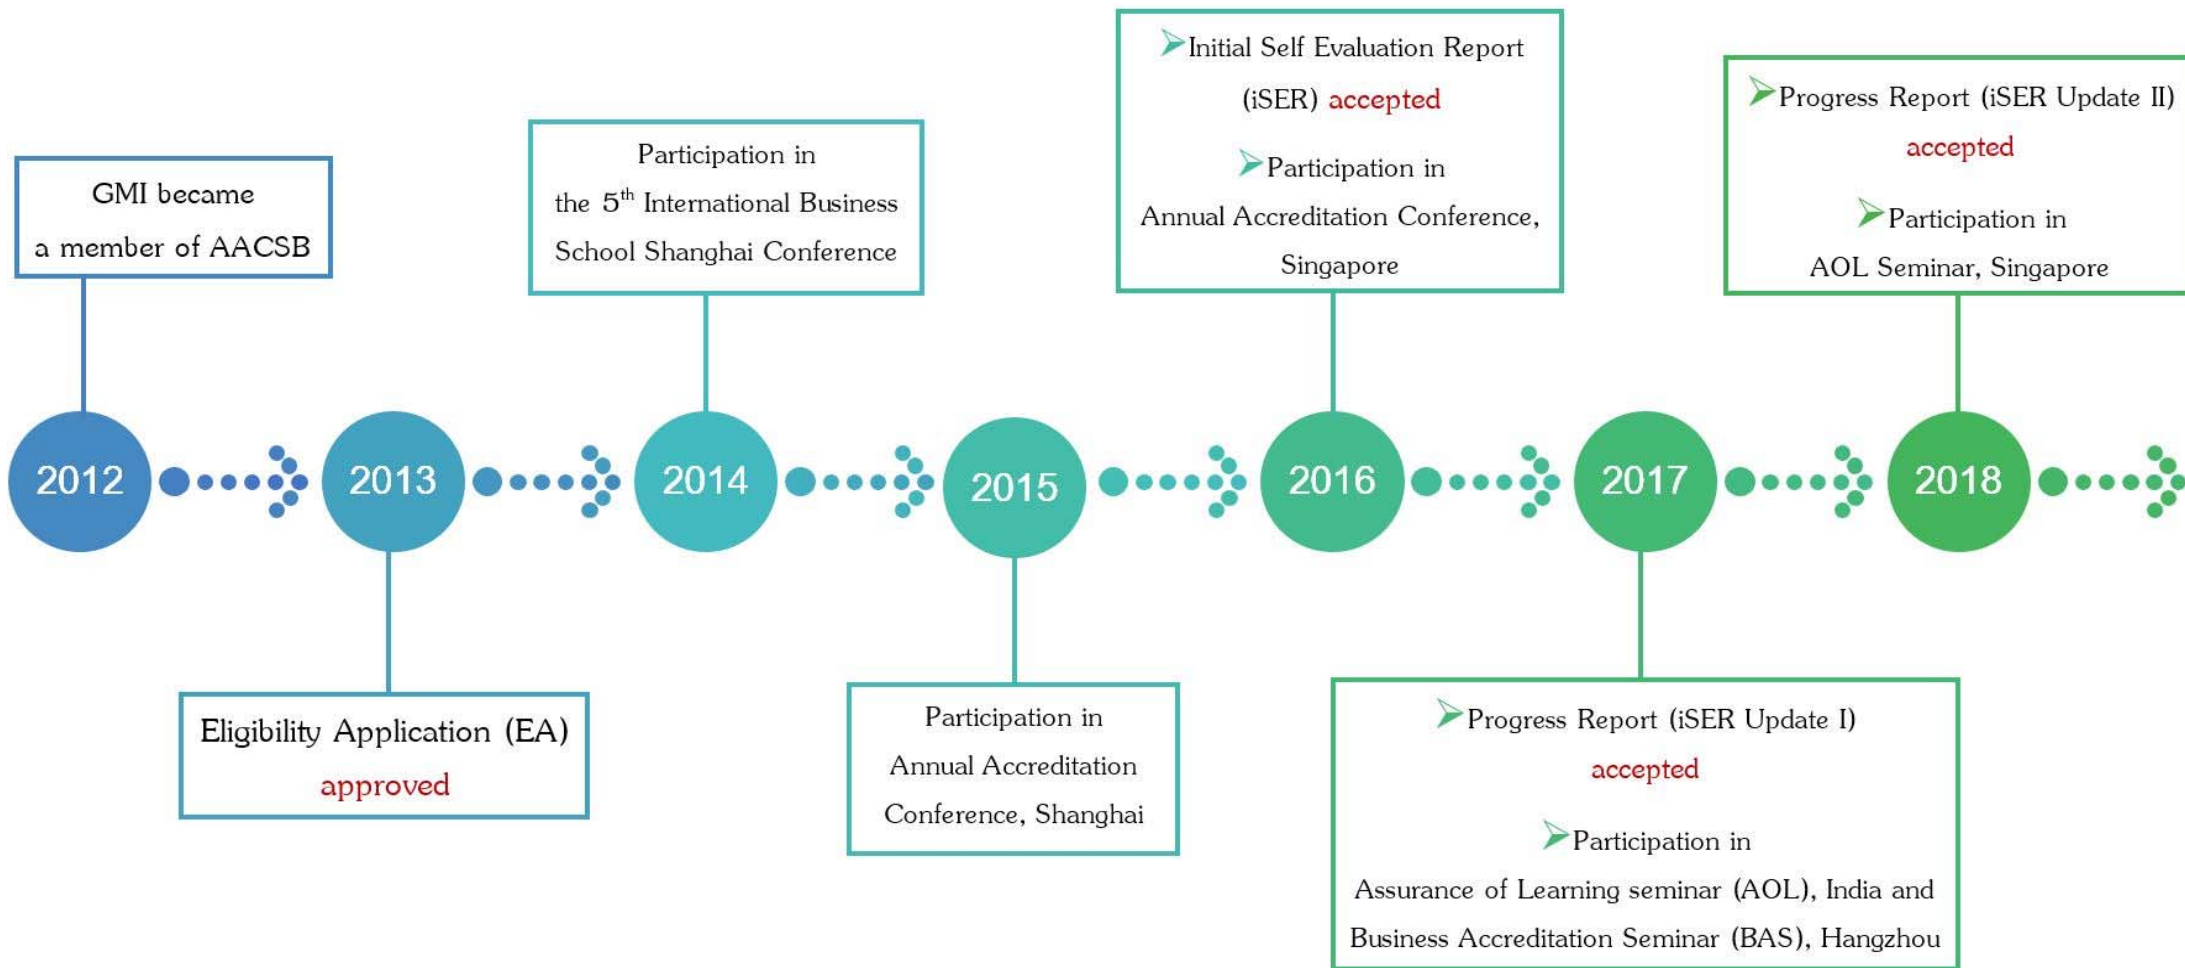 GMI became
a member of AACSB
Participation in
the 5th International Business
School Shanghai Conference
Initial Self Evaluation Report
(iSER) accepted
Participation in
Annual Accreditation Conference,
Singapore
Progress Report (iSER Update II)
accepted
Participation in
AOL Seminar, Singapore
2012
2013
2014
2015
2016
2017
2018
Eligibility Application (EA)
approved
Participation in
Annual Accreditation
Conference, Shanghai
Progress Report (iSER Update I)
accepted
Participation in
Assurance of Learning seminar (AOL), India and
Business Accreditation Seminar (BAS), Hangzhou